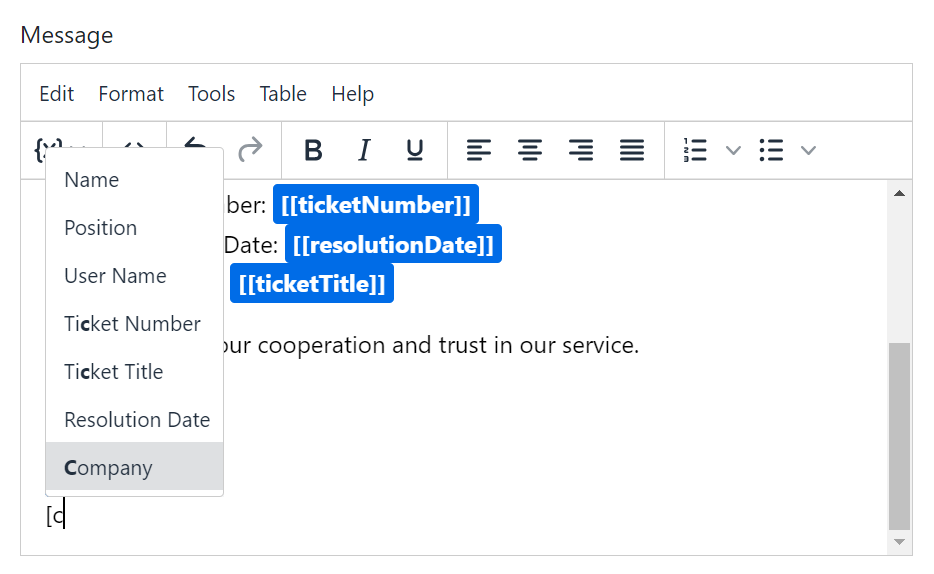 Message
Edit Format Tools Table Help
{x} <> B I U
Name
Position
User Name
Ticket Number
Ticket Title
Resolution Date
Company
ber: [[ticketNumber]]
Date: [[resolutionDate]]
[[ticketTitle]]
our cooperation and trust in our service.
[c